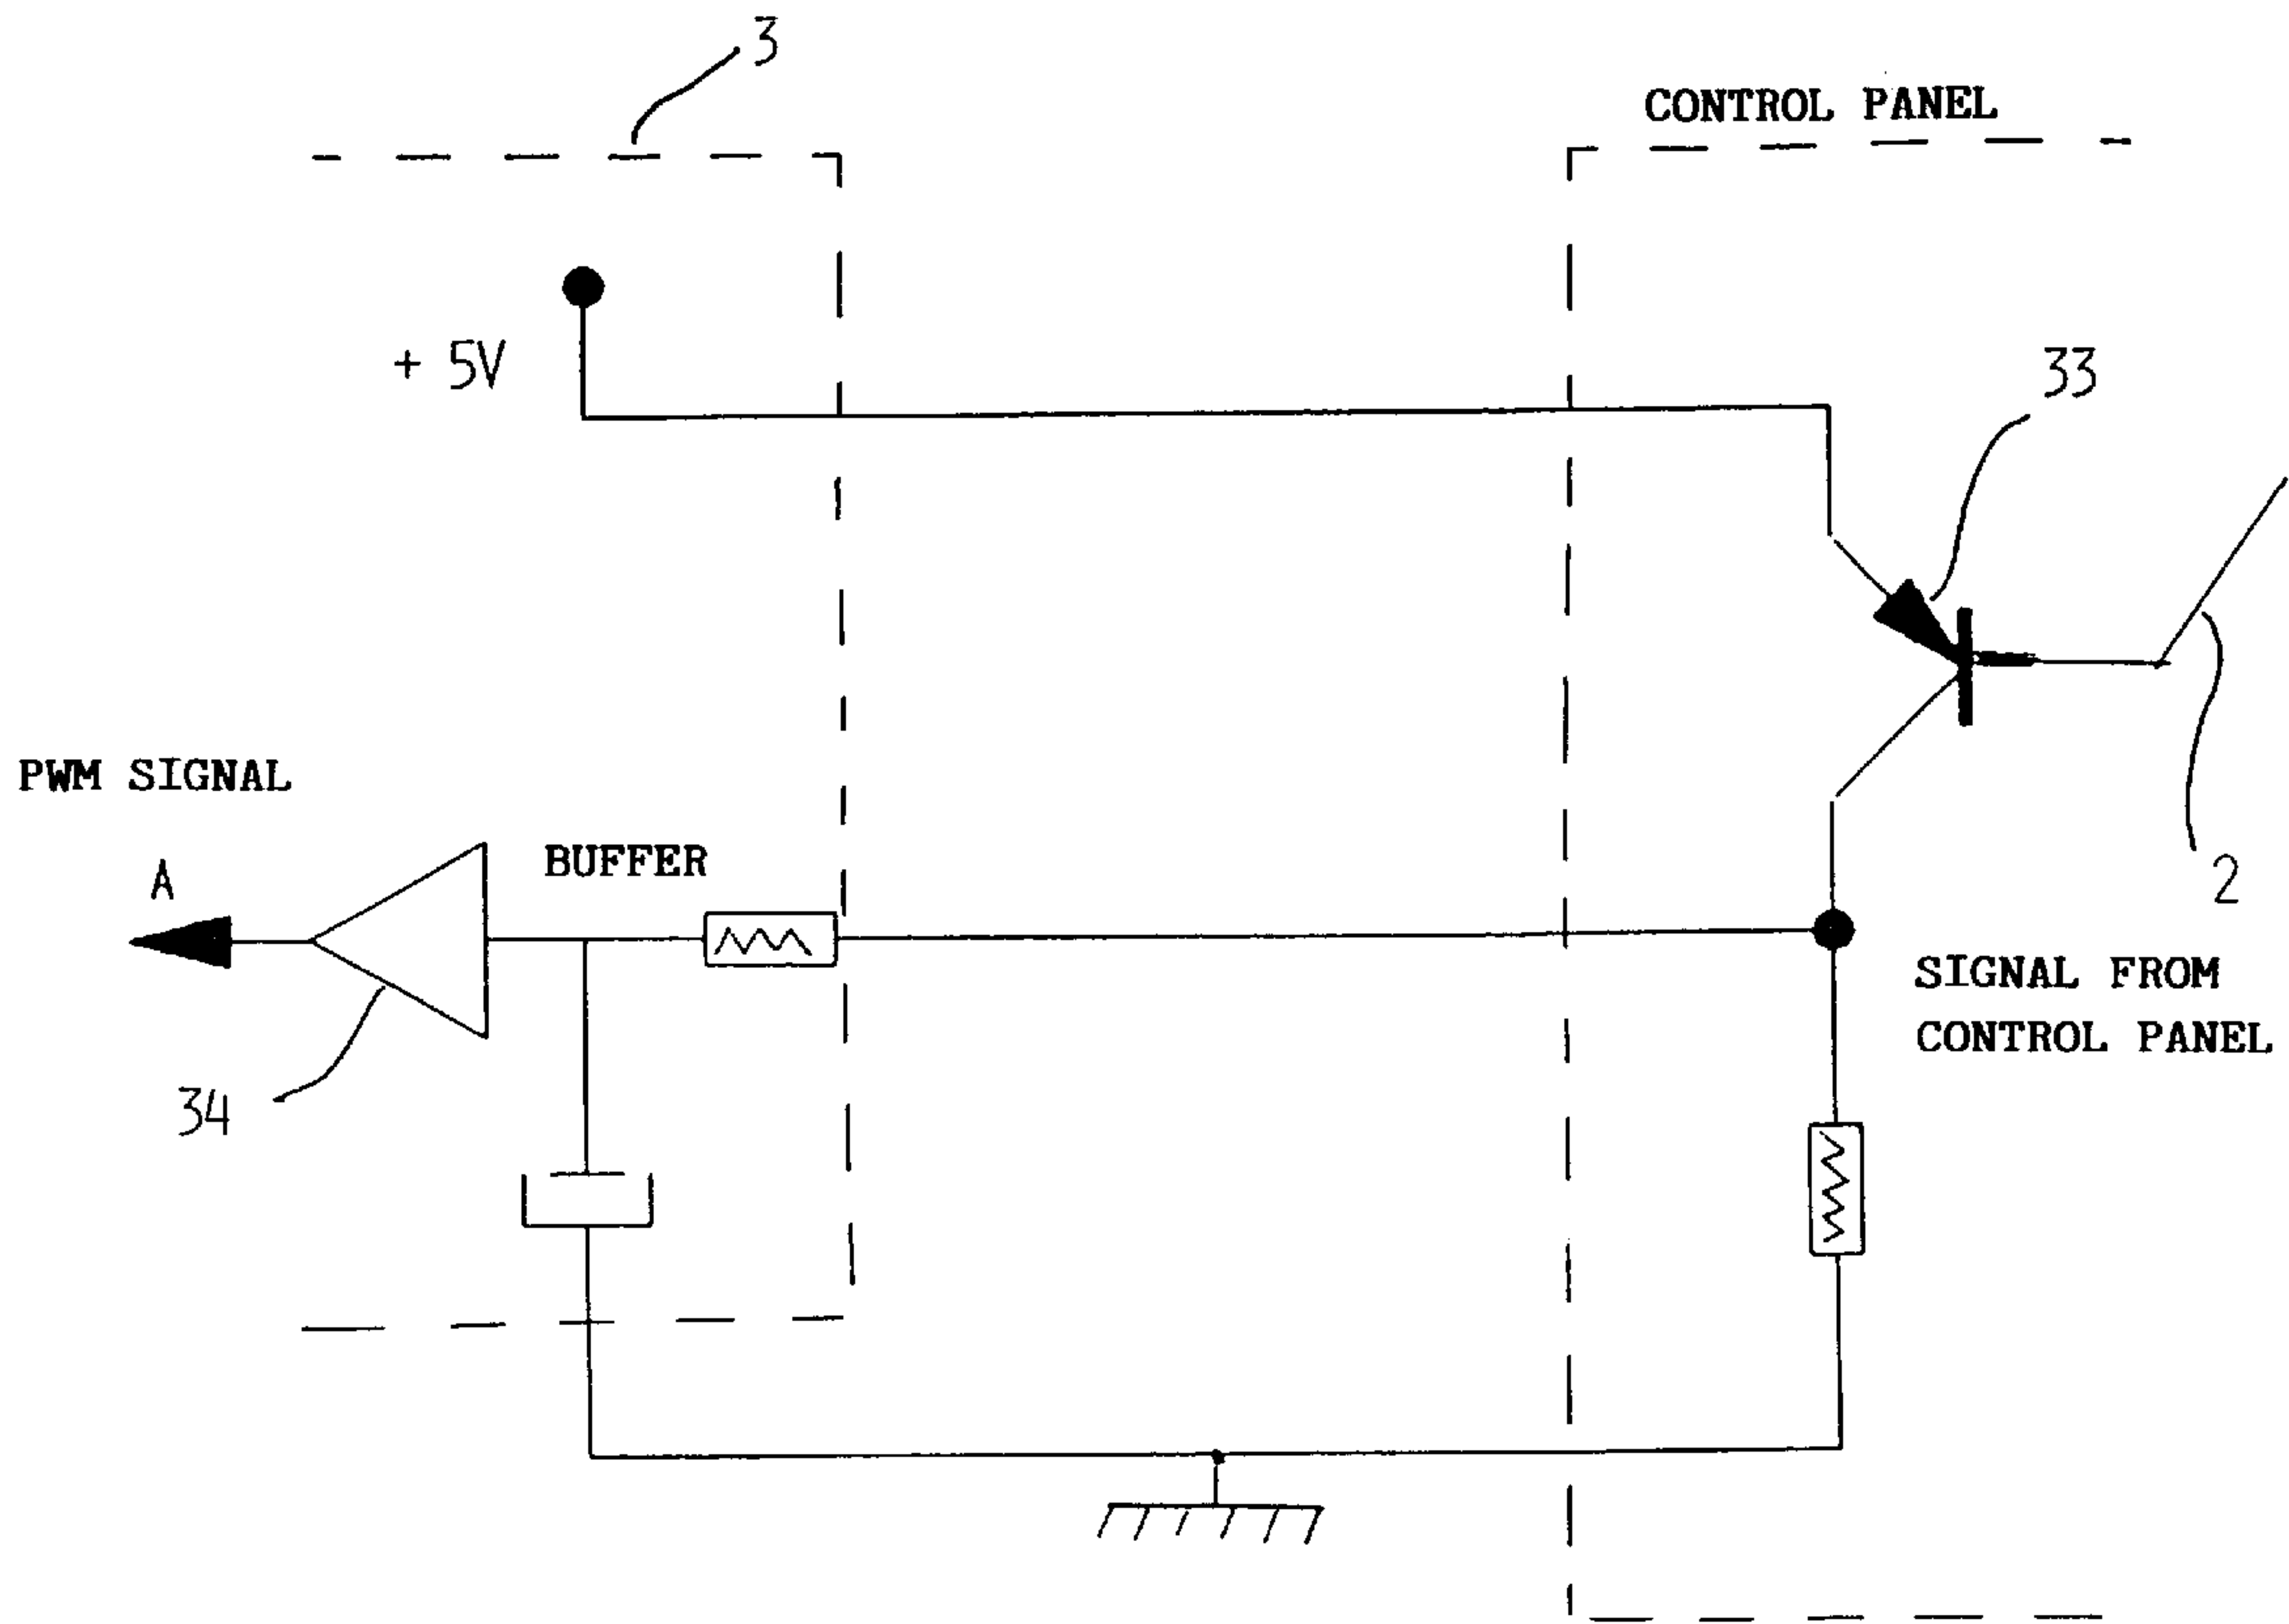 3
CONTROL PANEL
+ 5V
33
PWM SIGNAL
A
BUFFER
2
SIGNAL FROM
CONTROL PANEL
34